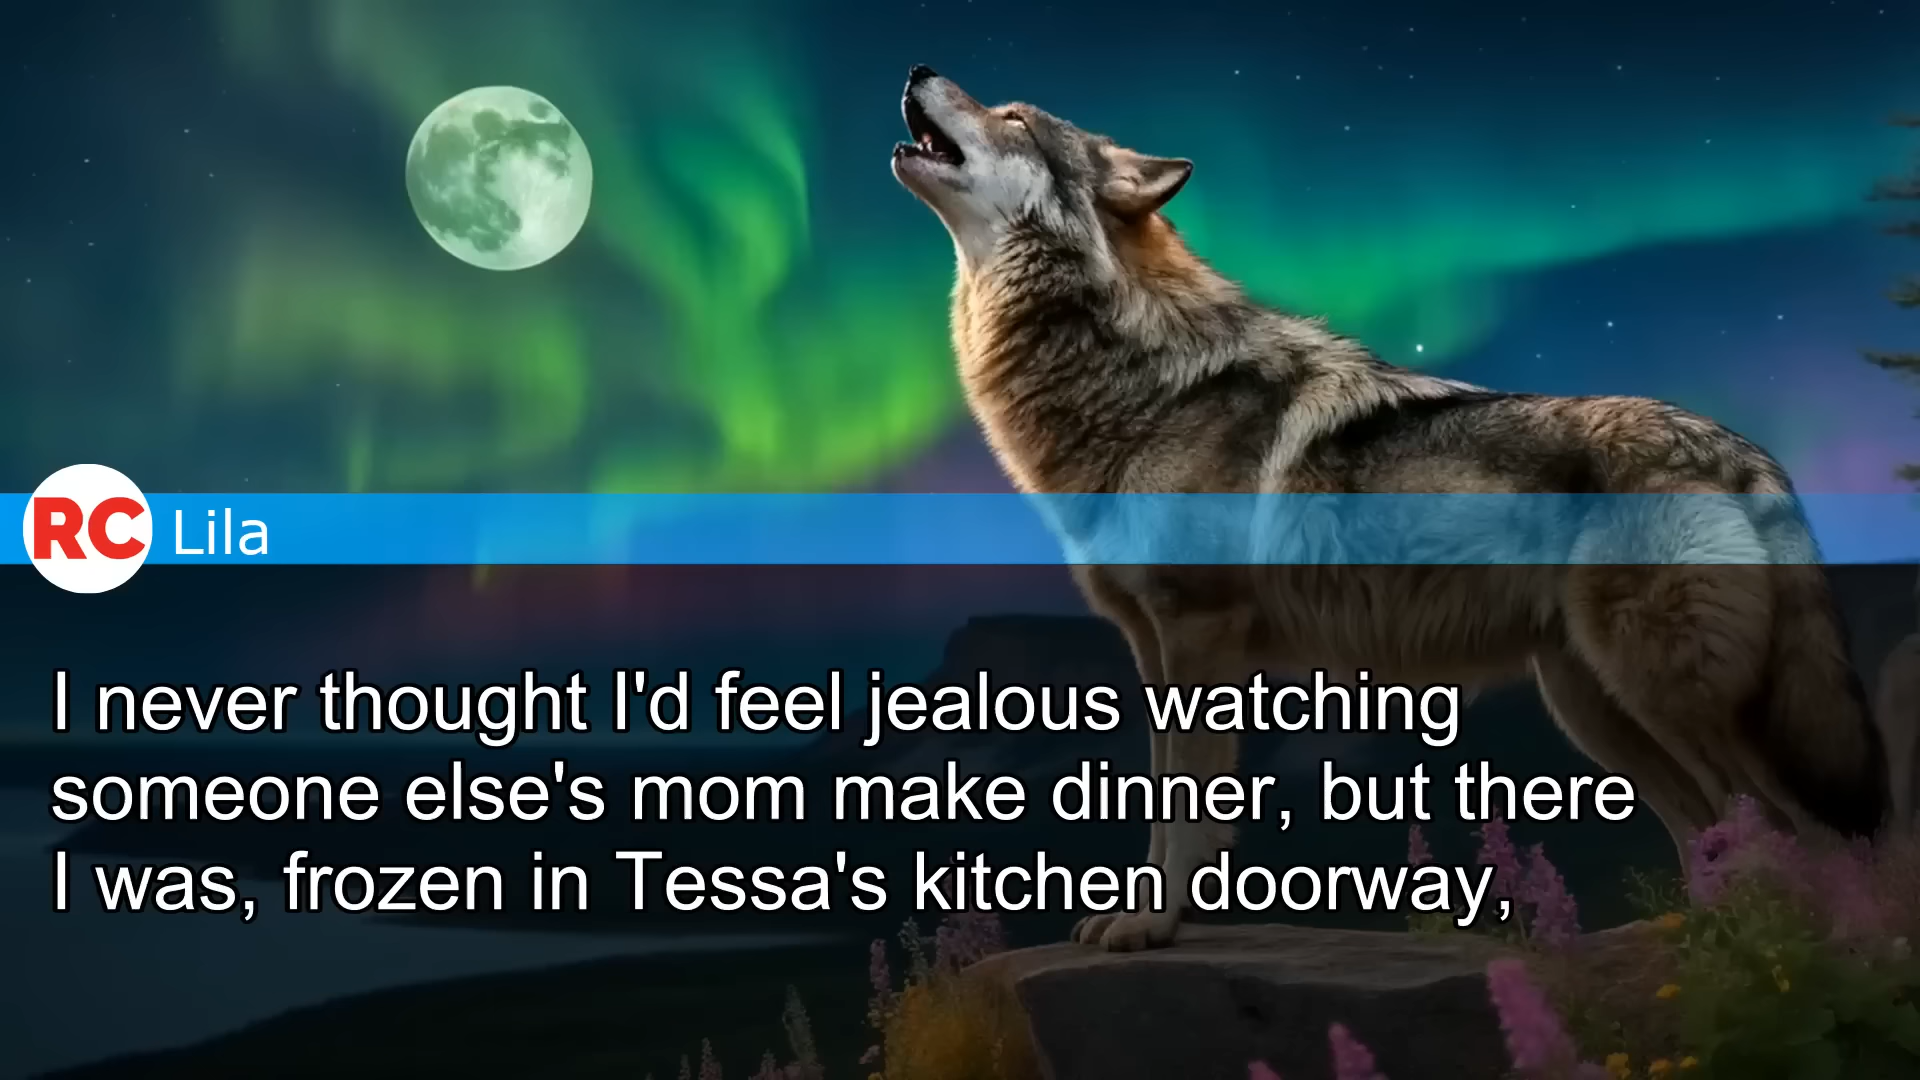 RC Lila
I never thought I'd feel jealous watching
someone else's mom make dinner, but there
I was, frozen in Tessa's kitchen doorway,